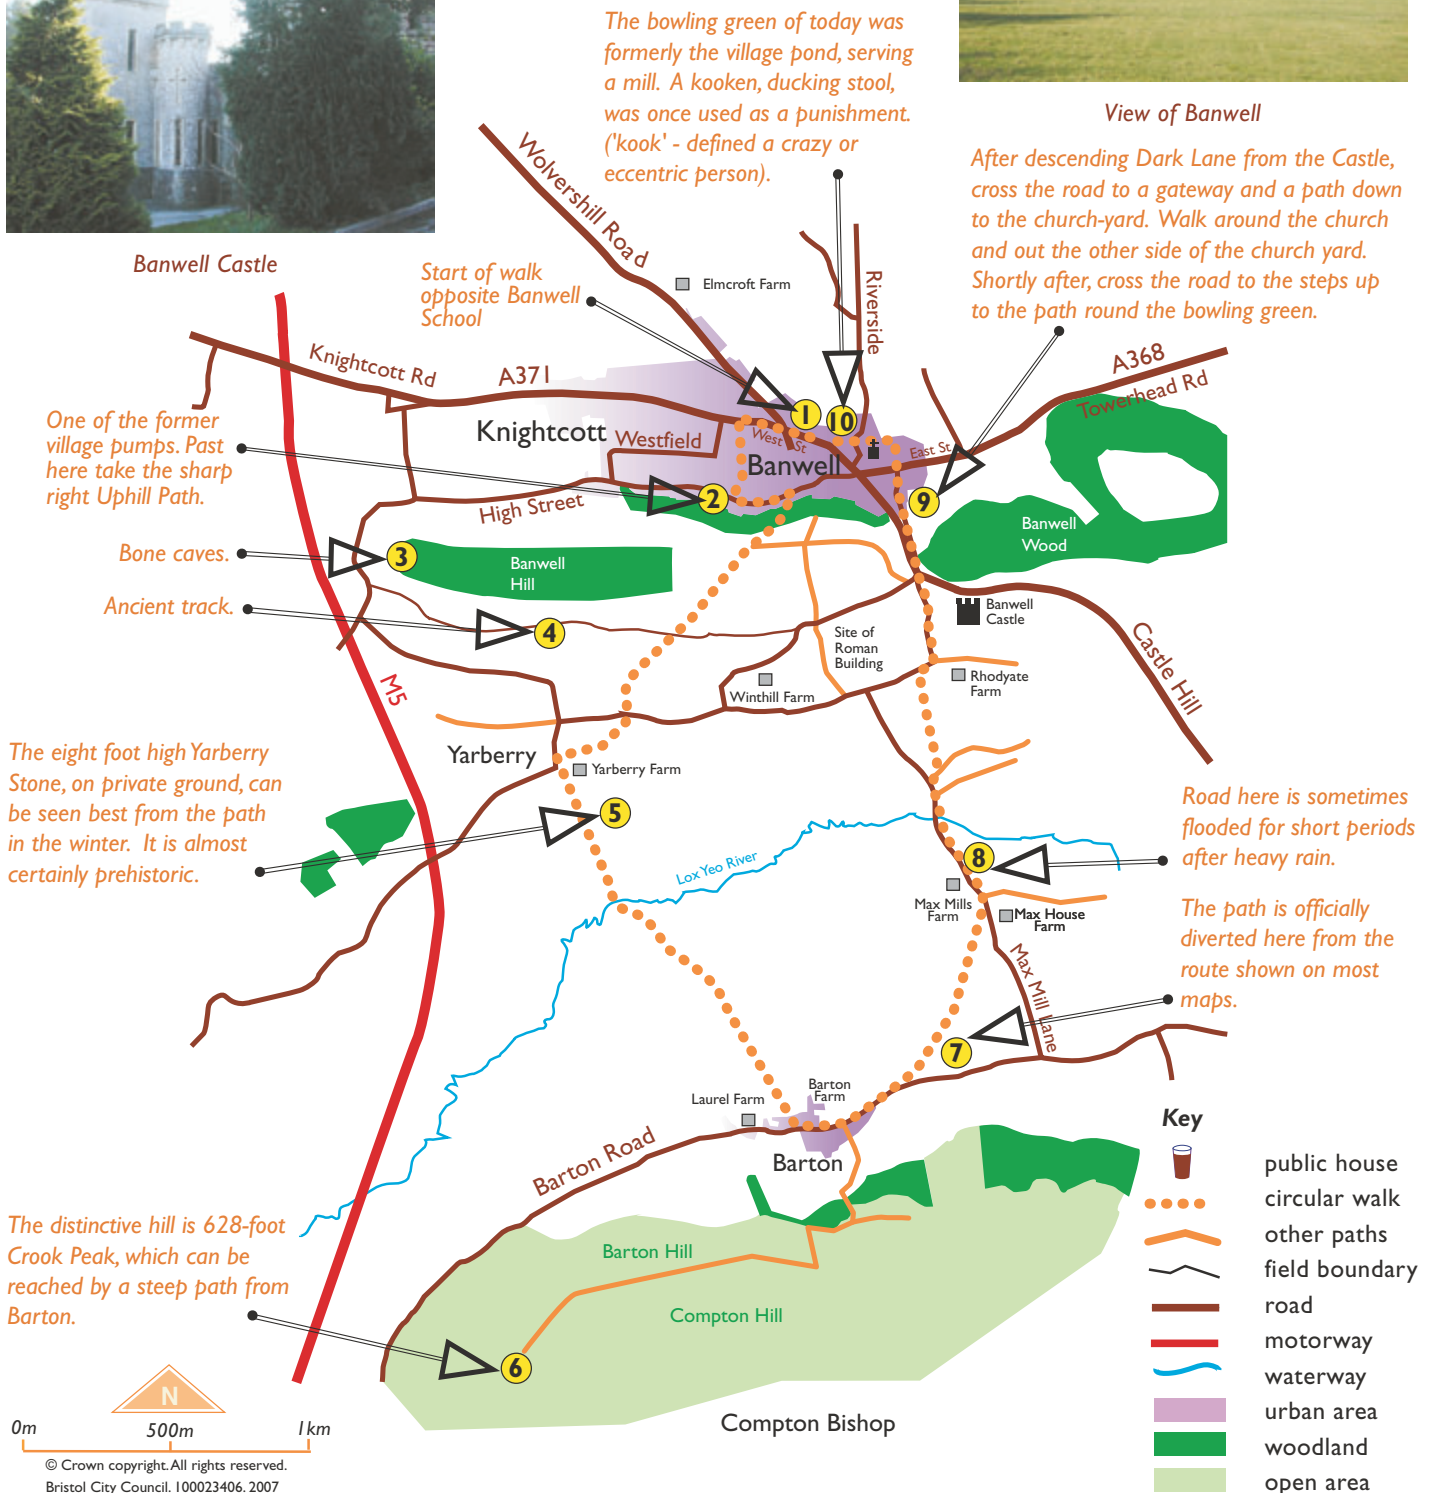 The bowling green of today was
formerly the village pond, serving
a mill. A kooken, ducking stool,
was once used as a punishment.
('kook' - defined a crazy or
eccentric person).
View of Banwell
After descending Dark Lane from the Castle,
cross the road to a gateway and a path down
to the church-yard. Walk around the church
and out the other side of the church yard.
Shortly after, cross the road to the steps up
to the path round the bowling green.
Banwell Castle
Start of walk
opposite Banwell
School
Wolvershill Road
Elmcroft Farm
Riverside
Knightcott Rd
A371
A368
Towerhead Rd
One of the former
village pumps. Past
here take the sharp
right Uphill Path.
Knightcott
Westfield
West St
Banwell
East St
1
10
2
9
High Street
Banwell
Wood
Bone caves.
3
Banwell
Hill
Ancient track.
4
Banwell
Castle
Site of
Roman
Building
Castle Hill
M5
Winthill Farm
Rhodyate
Farm
The eight foot high Yarberry
Stone, on private ground, can
be seen best from the path
in the winter. It is almost
certainly prehistoric.
Yarberry
Yarberry Farm
5
Lox Yeo River
Road here is sometimes
flooded for short periods
after heavy rain.
8
Max Mills
Farm
Max House
Farm
The path is officially
diverted here from the
route shown on most
maps.
Max Mill Lane
7
Laurel Farm
Barton
Farm
Barton Road
Barton
The distinctive hill is 628-foot
Crook Peak, which can be
reached by a steep path from
Barton.
Barton Hill
Compton Hill
6
Compton Bishop
Key
public house
circular walk
other paths
field boundary
road
motorway
waterway
urban area
woodland
open area
N
0m
500m
1km
© Crown copyright. All rights reserved.
Bristol City Council. 100023406. 2007